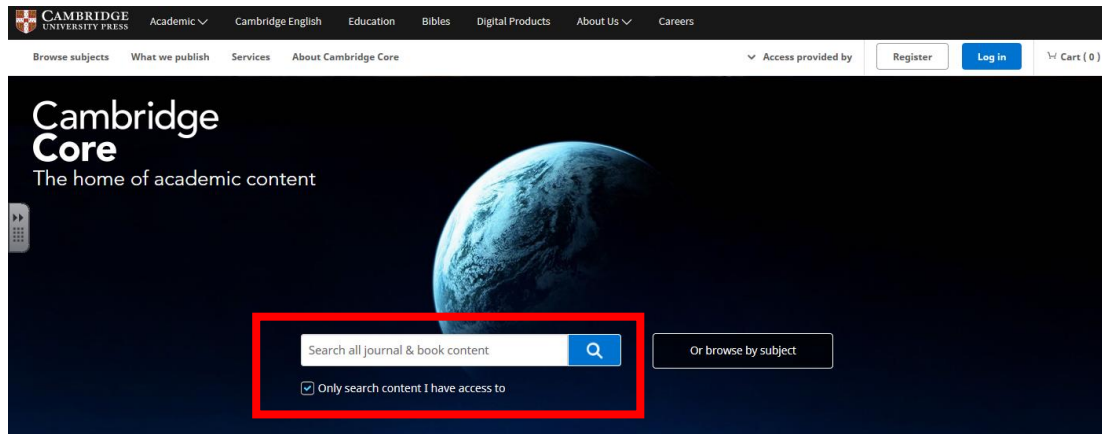 CAMBRIDGE
UNIVERSITY PRESS
Academic Cambridge English Education Bibles Digital Products About Us Careers
Browse subjects What we publish Services About Cambridge Core Access provided by Register Log in Cart ( 0 )
Cambridge
Core
The home of academic content
Search all journal & book content
Or browse by subject
Only search content I have access to